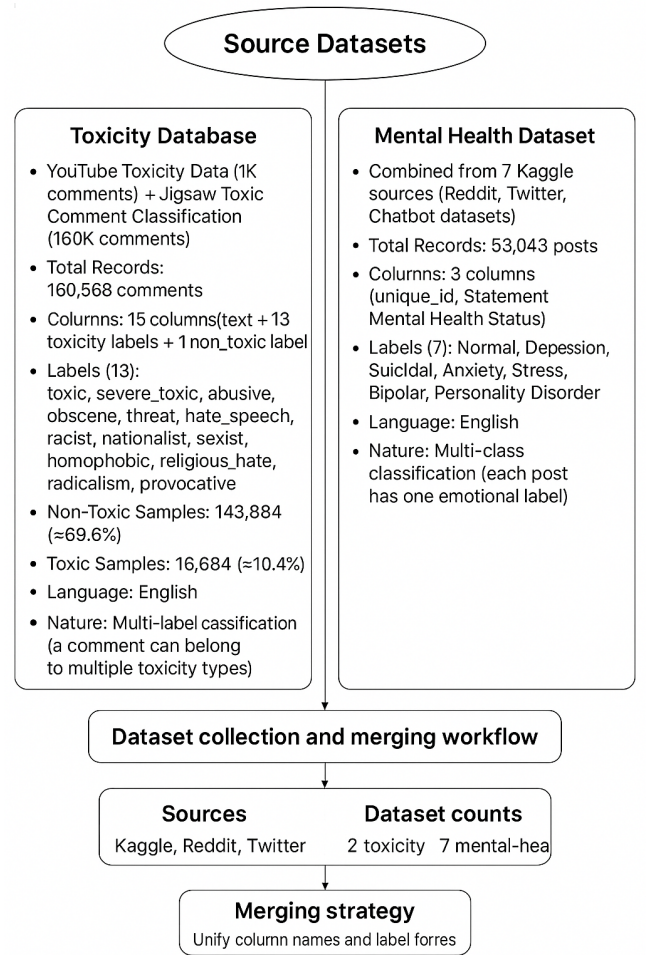 Source Datasets
Toxicity Database
• YouTube Toxicity Data (1K
comments) + Jigsaw Toxic
Comment Classification
(160K comments)
• Total Records:
160,568 comments
• Colurnns: 15 columns(text + 13
toxicity labels + 1 non_toxic label
• Labels (13):
toxic, severe_toxic, abusive,
obscene, threat, hate_speech,
racist, nationalist, sexist,
homophobic, religious_hate,
radicalism, provocative
• Non-Toxic Samples: 143,884
(≈69.6%)
• Toxic Samples: 16,684 (≈10.4%)
• Language: English
• Nature: Multi-label cassification
(a comment can belong
to multiple toxicity types)
Mental Health Dataset
• Combined from 7 Kaggle
sources (Reddit, Twitter,
Chatbot datasets)
• Total Records: 53,043 posts
• Colurnns: 3 columns
(unique_id, Statement
Mental Health Status)
• Labels (7): Normal, Depession,
SuicIdal, Anxiety, Stress,
Bipolar, Personality Disorder
• Language: English
• Nature: Multi-class
classification (each post
has one emotional label)
Dataset collection and merging workflow
Sources
Kaggle, Reddit, Twitter
Dataset counts
2 toxicity 7 mental-hea
Merging strategy
Unify colurnn names and label forres